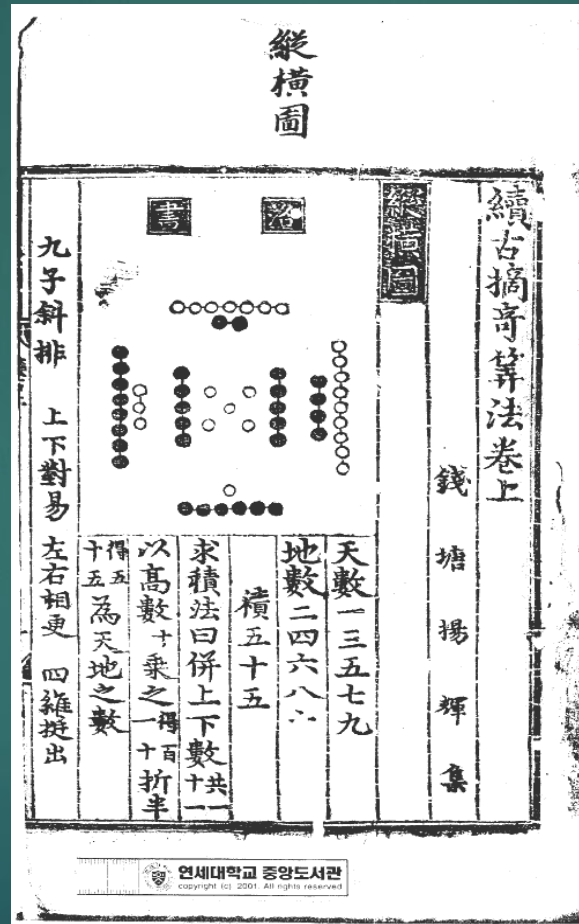 縱橫圖
續古摘竒筭法卷上
錢塘揚輝集
縱橫圖
洛書
天數一三五七九
地數二四六八
積五十五
求積法曰併上下數共一十一
以高數十乘之得百一十折半
得五十五為天地之數
九子斜排 上下對易 左右相更 四維挺出
연세대학교 중앙도서관
copyright (c) 2001. All rights reserved